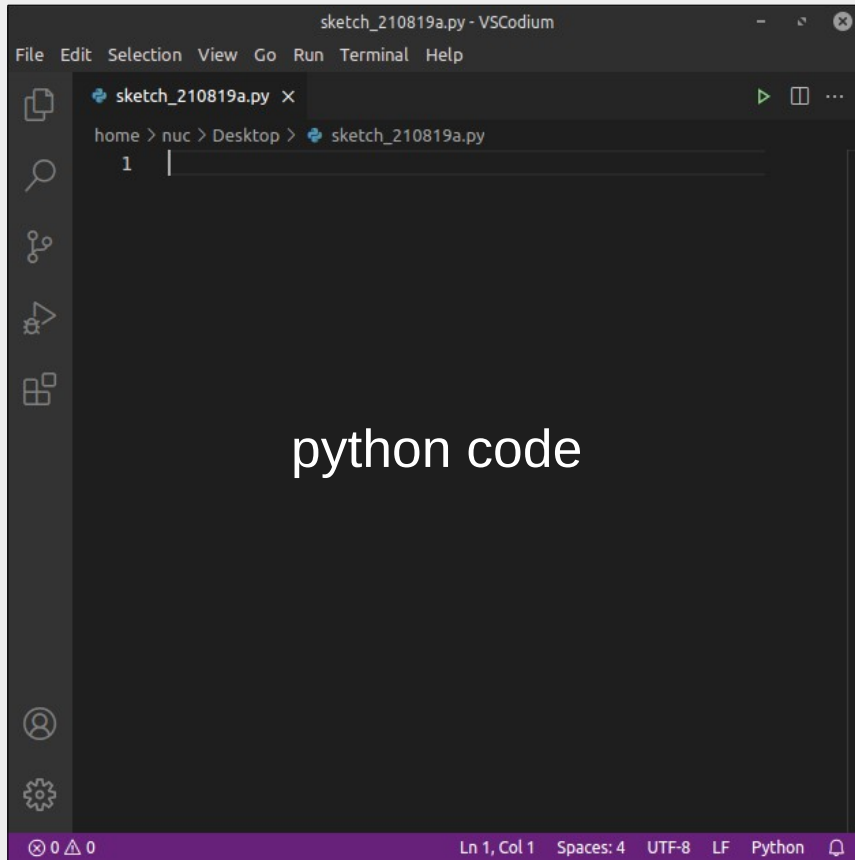 sketch_210819a.py - VSCodium
File Edit Selection View Go Run Terminal Help
sketch_210819a.py
home > nuc > Desktop > sketch_210819a.py
1
python code
0 0 Ln 1, Col 1 Spaces: 4 UTF-8 LF Python